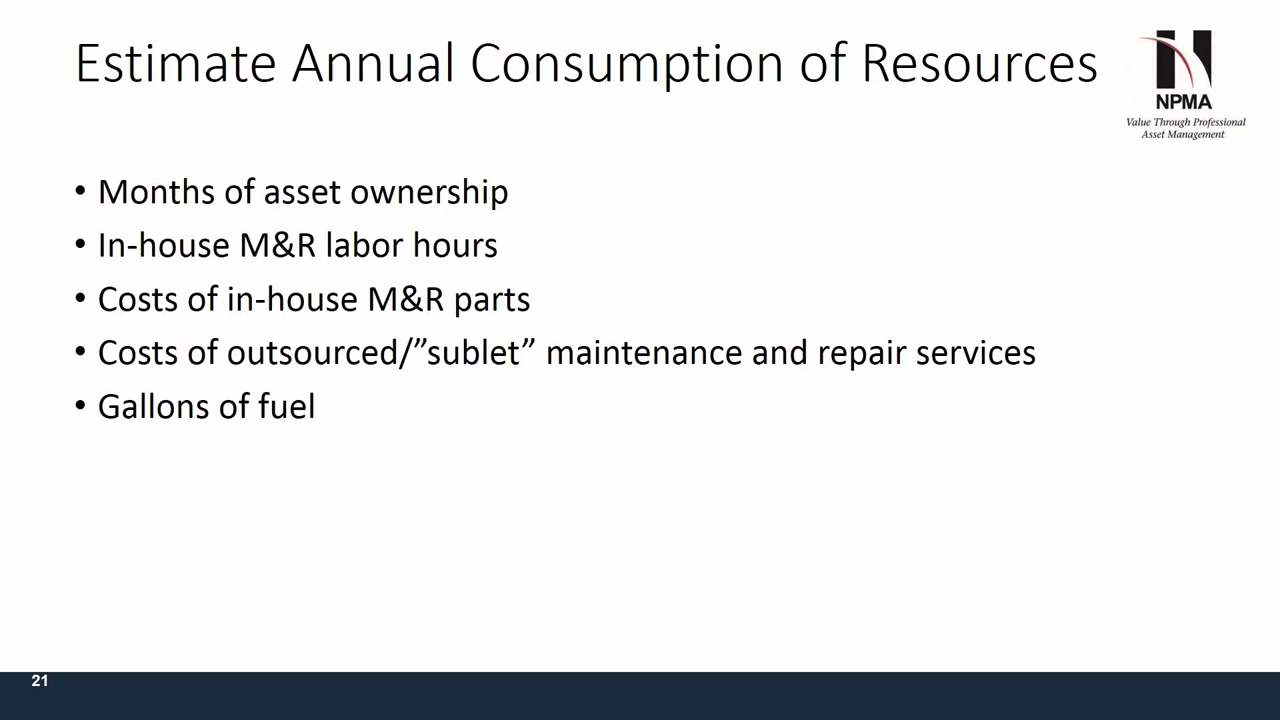 Estimate Annual Consumption of Resources
NPMA
Value Through Professional
Asset Management
• Months of asset ownership
• In-house M&R labor hours
• Costs of in-house M&R parts
• Costs of outsourced/”sublet” maintenance and repair services
• Gallons of fuel
21